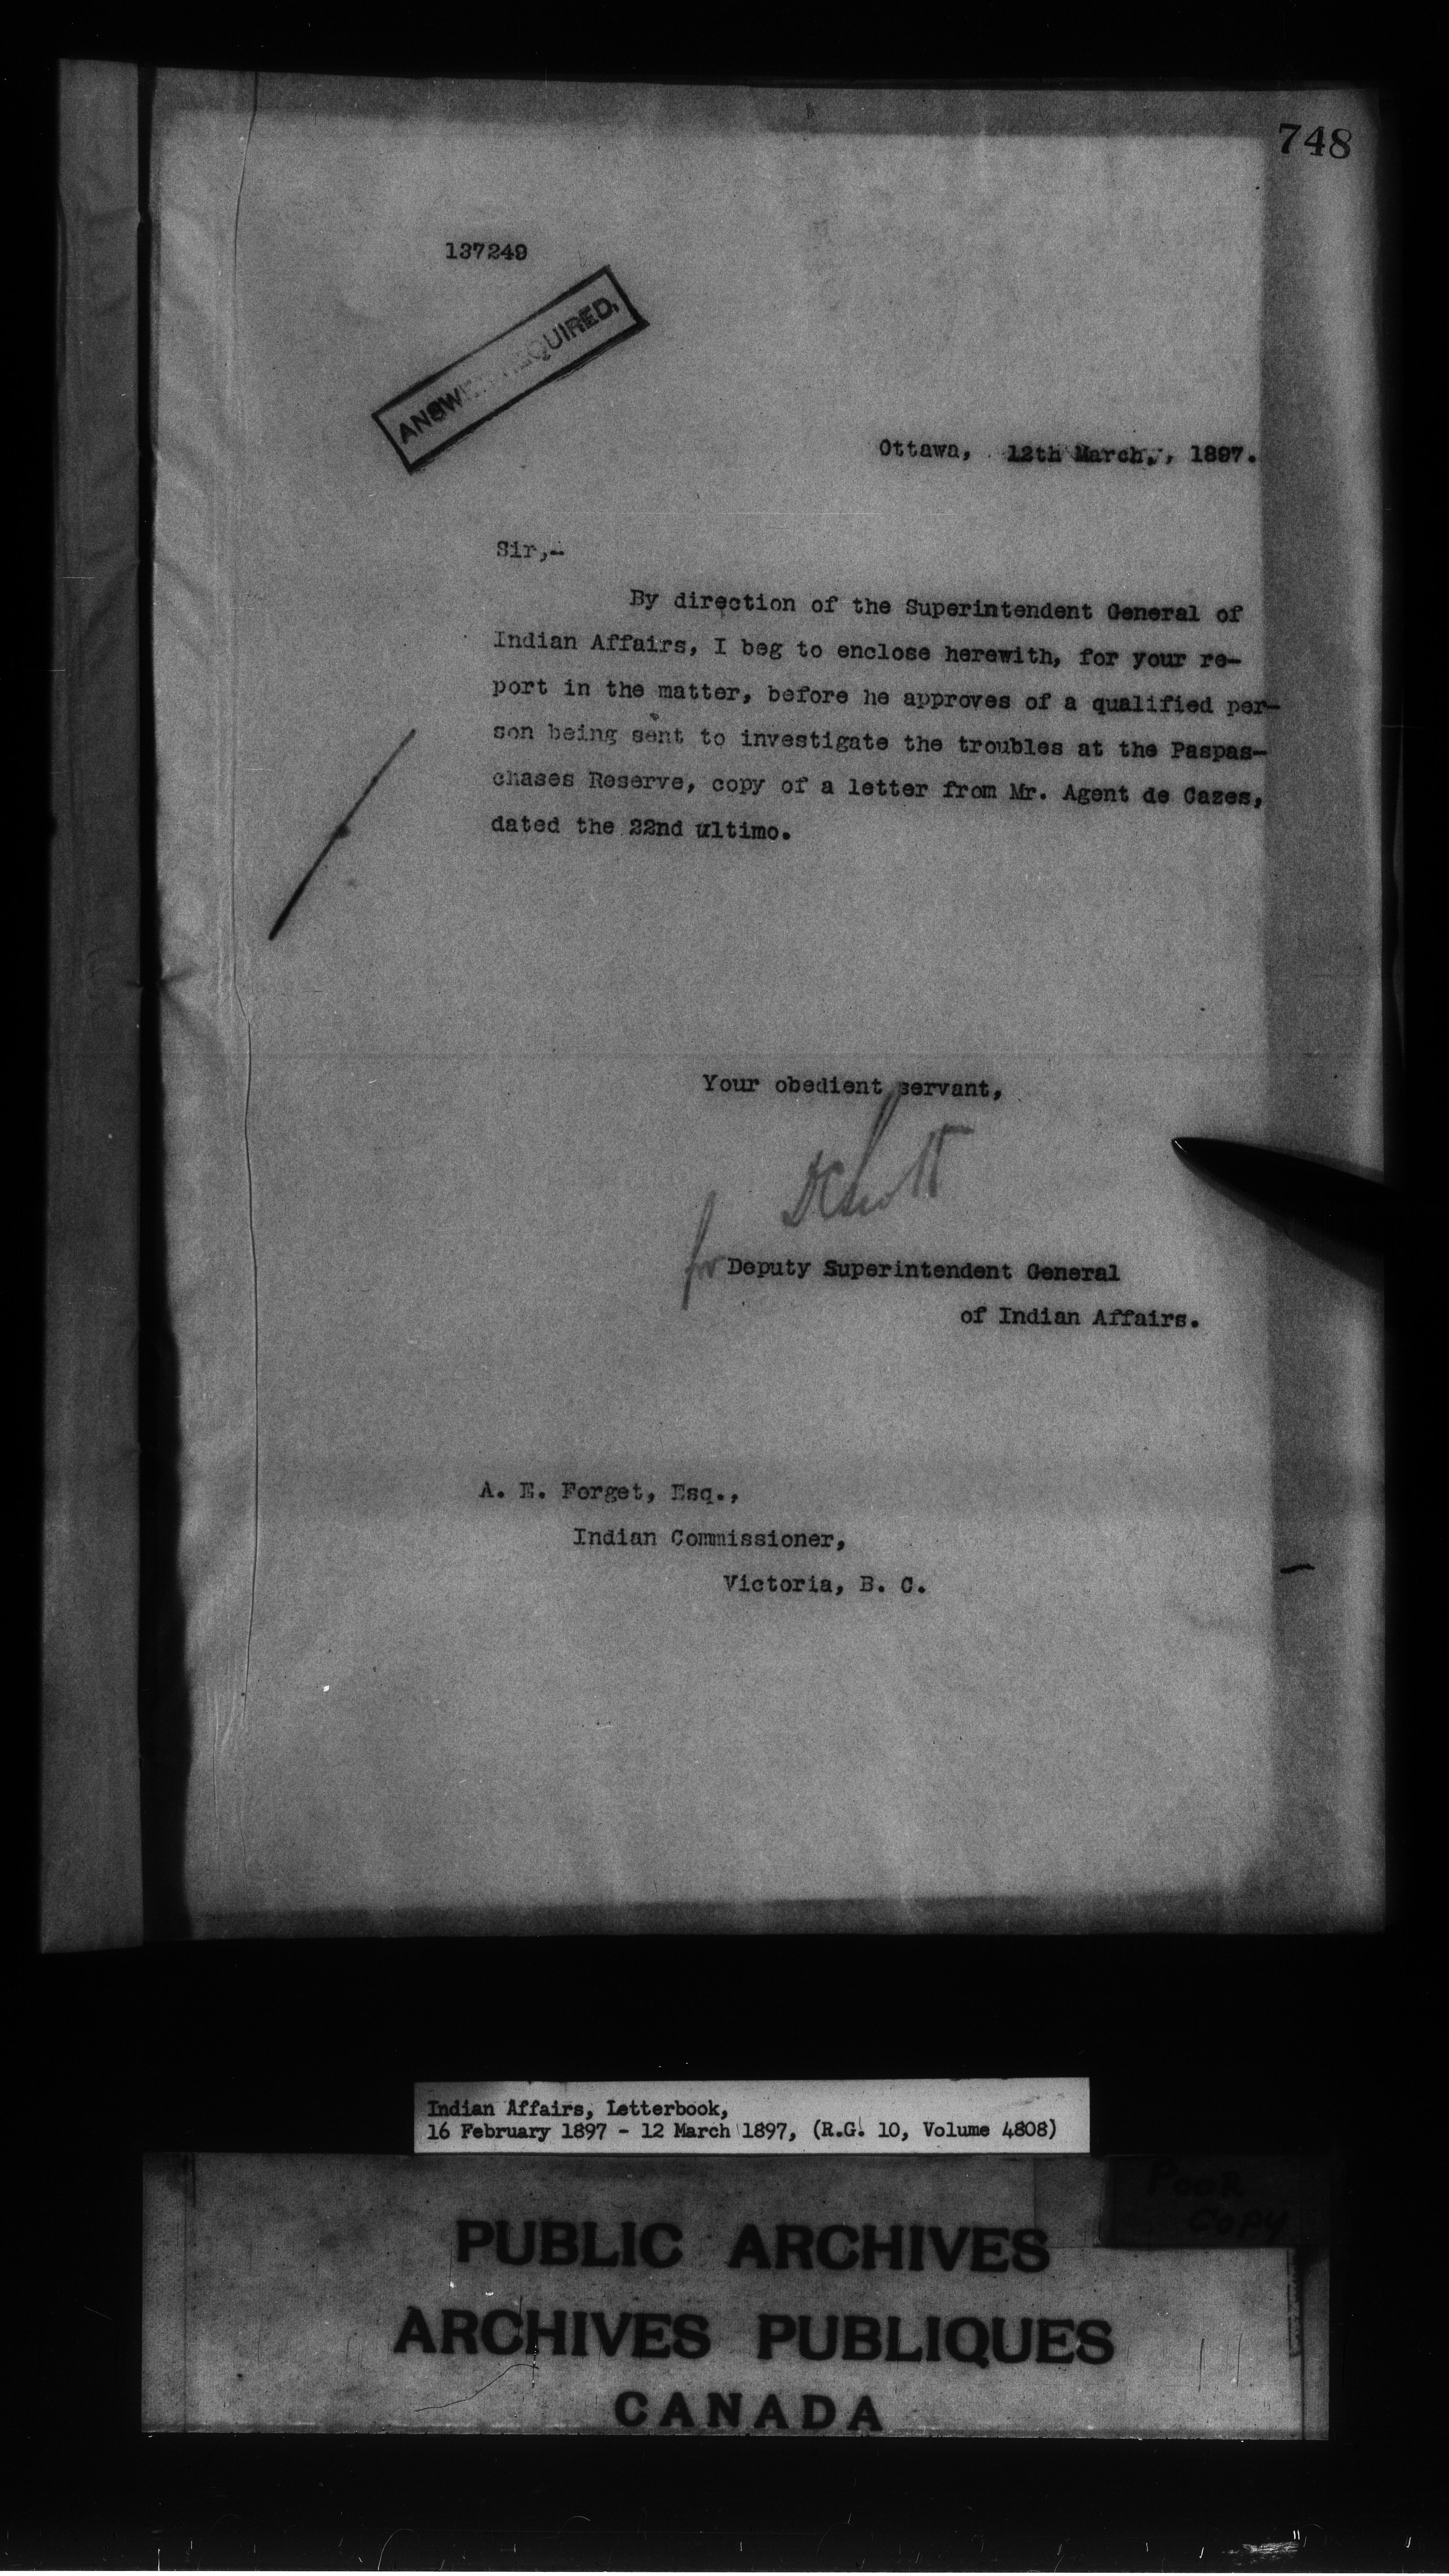 748
137249
ANSWER REQUIRED,
Ottawa, 12th March., 1897.
Sir,-
By direction of the Superintendent General of
Indian Affairs, I beg to enclose herewith, for your re-
port in the matter, before he approves of a qualified per-
son being sent to investigate the troubles at the Paspas-
chases Reserve, copy of a letter from Mr. Agent de Cazes,
dated the 22nd ultimo.
Your obedient servant,
DCScott
for Deputy Superintendent General
of Indian Affairs.
A. E. Forget, Esq.,
Indian Commissioner,
Victoria, B. C.
Indian Affairs, Letterbook,
16 February 1897 - 12 March 1897, (R.G. 10, Volume 4808)
POOR
COPY
PUBLIC ARCHIVES
ARCHIVES PUBLIQUES
CANADA